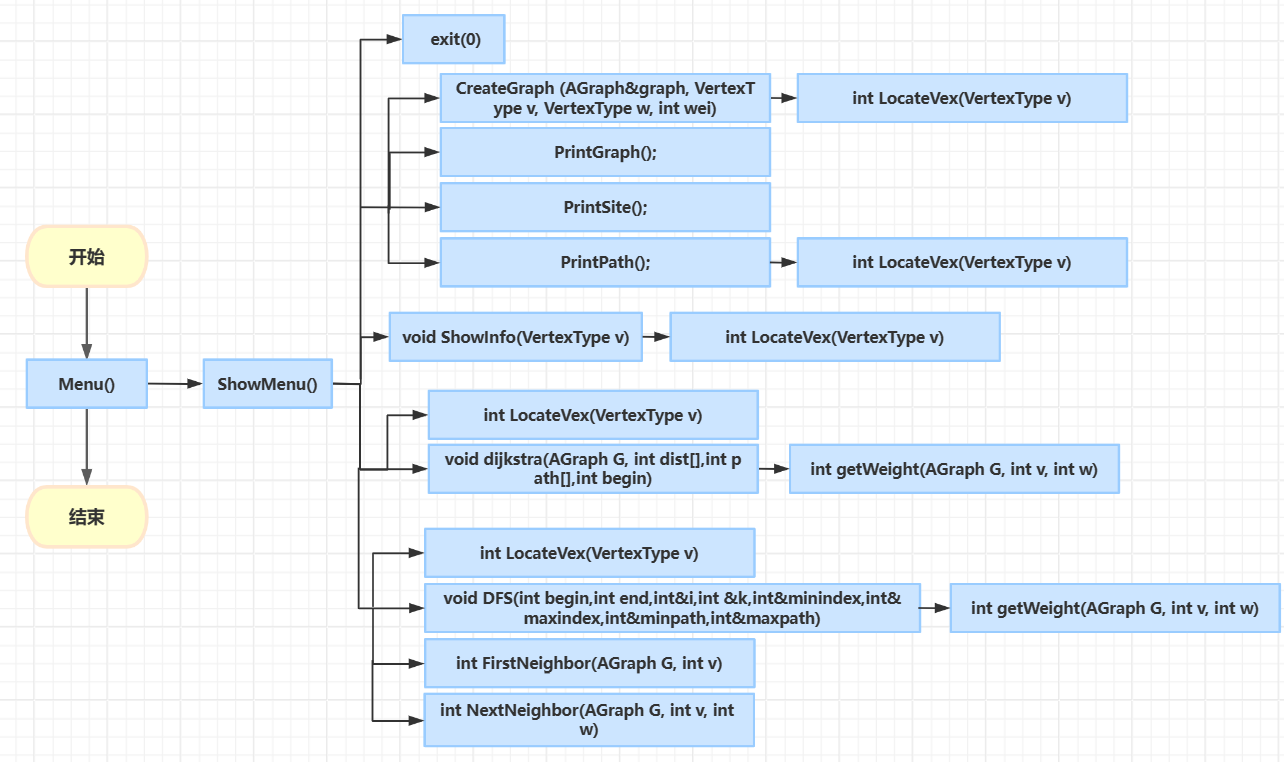 exit(0)
CreateGraph (AGraph&graph, VertexT
ype v, VertexType w, int wei)
int LocateVex(VertexType v)
PrintGraph();
PrintSite();
PrintPath();
int LocateVex(VertexType v)
开始
void ShowInfo(VertexType v)
int LocateVex(VertexType v)
Menu()
ShowMenu()
int LocateVex(VertexType v)
void dijkstra(AGraph G, int dist[],int p
ath[],int begin)
int getWeight(AGraph G, int v, int w)
结束
int LocateVex(VertexType v)
void DFS(int begin,int end,int&i,int &k,int&minindex,int&
maxindex,int&minpath,int&maxpath)
int getWeight(AGraph G, int v, int w)
int FirstNeighbor(AGraph G, int v)
int NextNeighbor(AGraph G, int v, int
w)